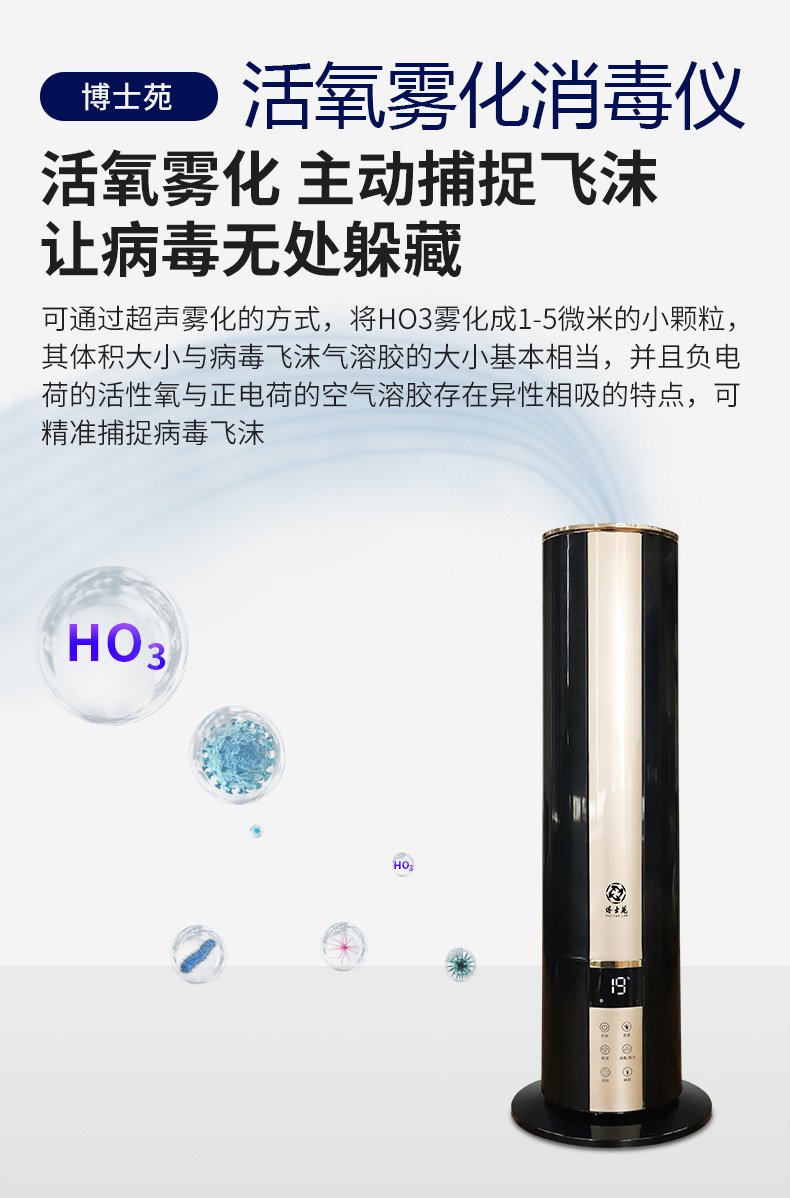 博士苑
活氧雾化消毒仪
活氧雾化 主动捕捉飞沫
让病毒无处躲藏
可通过超声雾化的方式，将HO3雾化成1-5微米的小颗粒，
其体积大小与病毒飞沫气溶胶的大小基本相当，并且负电
荷的活性氧与正电荷的空气溶胶存在异性相吸的特点，可
精准捕捉病毒飞沫
HO₃
HO₃
博士苑
19